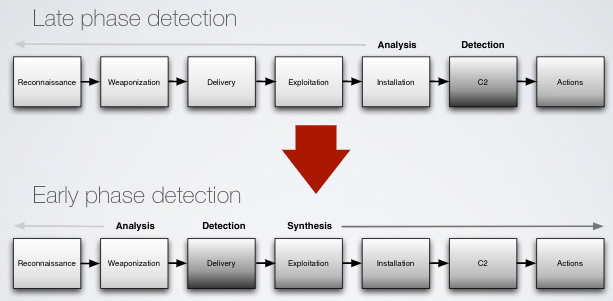 Late phase detection
Analysis Detection
Reconnaissance Weaponization Delivery Exploitation Installation C2 Actions
Early phase detection
Analysis Detection Synthesis
Reconnaissance Weaponization Delivery Exploitation Installation C2 Actions